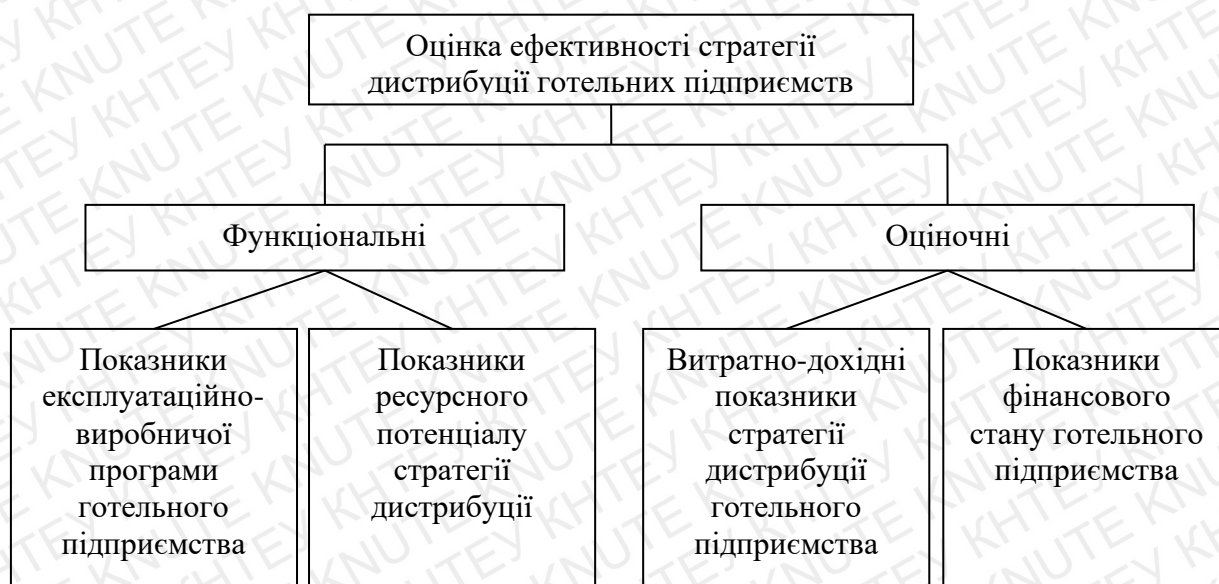 Оцінка ефективності стратегії
дистрибуції готельних підприємств
Функціональні
Оціночні
Показники
експлуатаційно-
виробничої
програми
готельного
підприємства
Показники
ресурсного
потенціалу
стратегії
дистрибуції
Витратно-дохідні
показники
стратегії
дистрибуції
готельного
підприємства
Показники
фінансового
стану готельного
підприємства